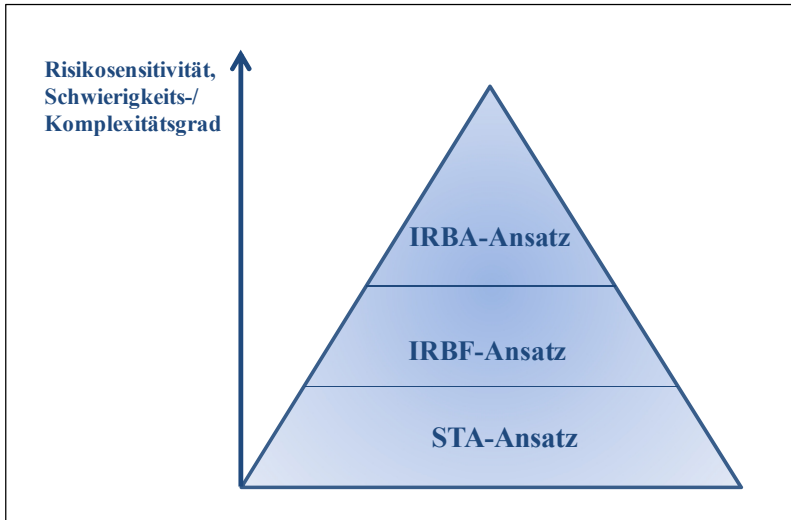 Risikosensitivität,
Schwierigkeits-/
Komplexitätsgrad
IRBA-Ansatz
IRBF-Ansatz
STA-Ansatz